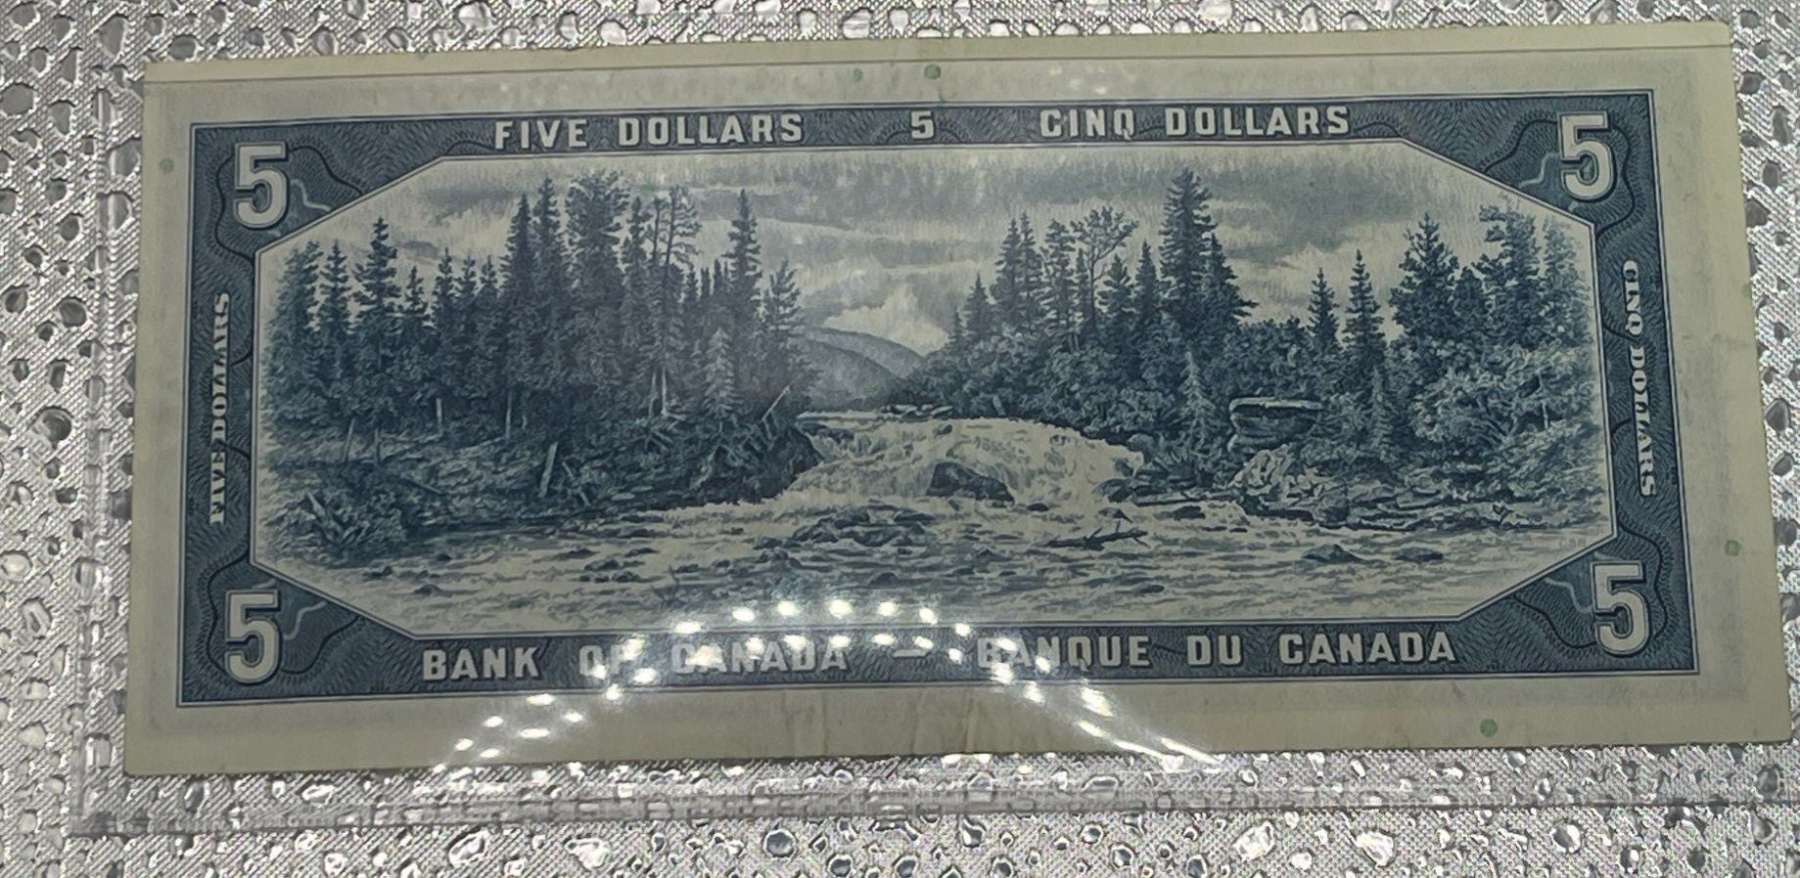 FIVE DOLLARS 5 CINQ DOLLARS
5 5
FIVE DOLLARS
CINQ DOLLARS
5 5
BANK OF CANADA — BANQUE DU CANADA